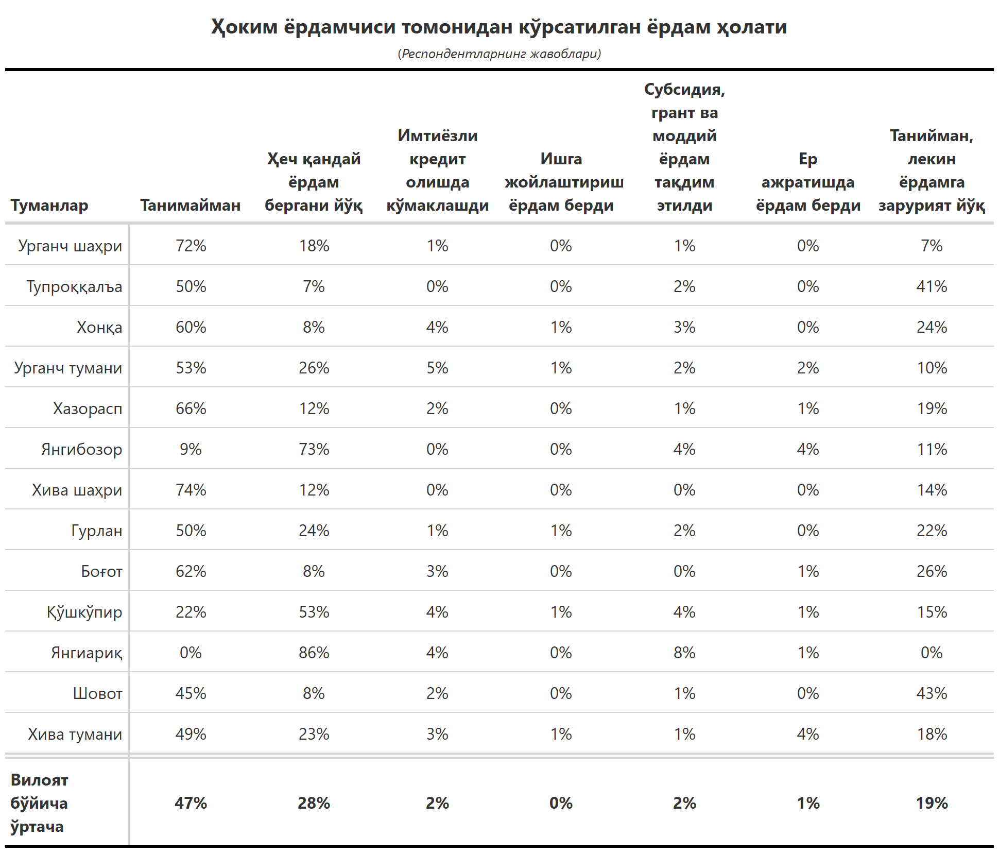 Ҳоким ёрдамчиси томонидан кўрсатилган ёрдам ҳолати
(Респондентларнинг жавоблари)
Туманлар Танимайман Ҳеч қандай ёрдам бергани йўқ Имтиёзли кредит олишда кўмаклашди Ишга жойлаштириш ёрдам берди Субсидия, грант ва моддий ёрдам тақдим этилди Ер ажратишда ёрдам берди Танийман, лекин ёрдамга зарурият йўқ
Урганч шаҳри 72% 18% 1% 0% 1% 0% 7%
Тупроққалъа 50% 7% 0% 0% 2% 0% 41%
Хонқа 60% 8% 4% 1% 3% 0% 24%
Урганч тумани 53% 26% 5% 1% 2% 2% 10%
Хазорасп 66% 12% 2% 0% 1% 1% 19%
Янгибозор 9% 73% 0% 0% 4% 4% 11%
Хива шаҳри 74% 12% 0% 0% 0% 0% 14%
Гурлан 50% 24% 1% 1% 2% 0% 22%
Боғот 62% 8% 3% 0% 0% 1% 26%
Қўшкўпир 22% 53% 4% 1% 4% 1% 15%
Янгиариқ 0% 86% 4% 0% 8% 1% 0%
Шовот 45% 8% 2% 0% 1% 0% 43%
Хива тумани 49% 23% 3% 1% 1% 4% 18%
Вилоят бўйича ўртача 47% 28% 2% 0% 2% 1% 19%